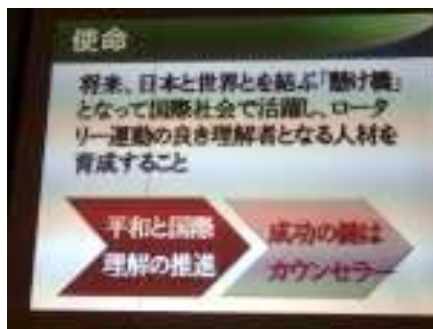 使命
将来、日本と世界とを結ぶ「懸け橋」
となって国際社会で活躍し、ロータ
リー運動の良き理解者となる人材を
育成すること
平和と国際
理解の推進
成功の鍵は
カウンセラー